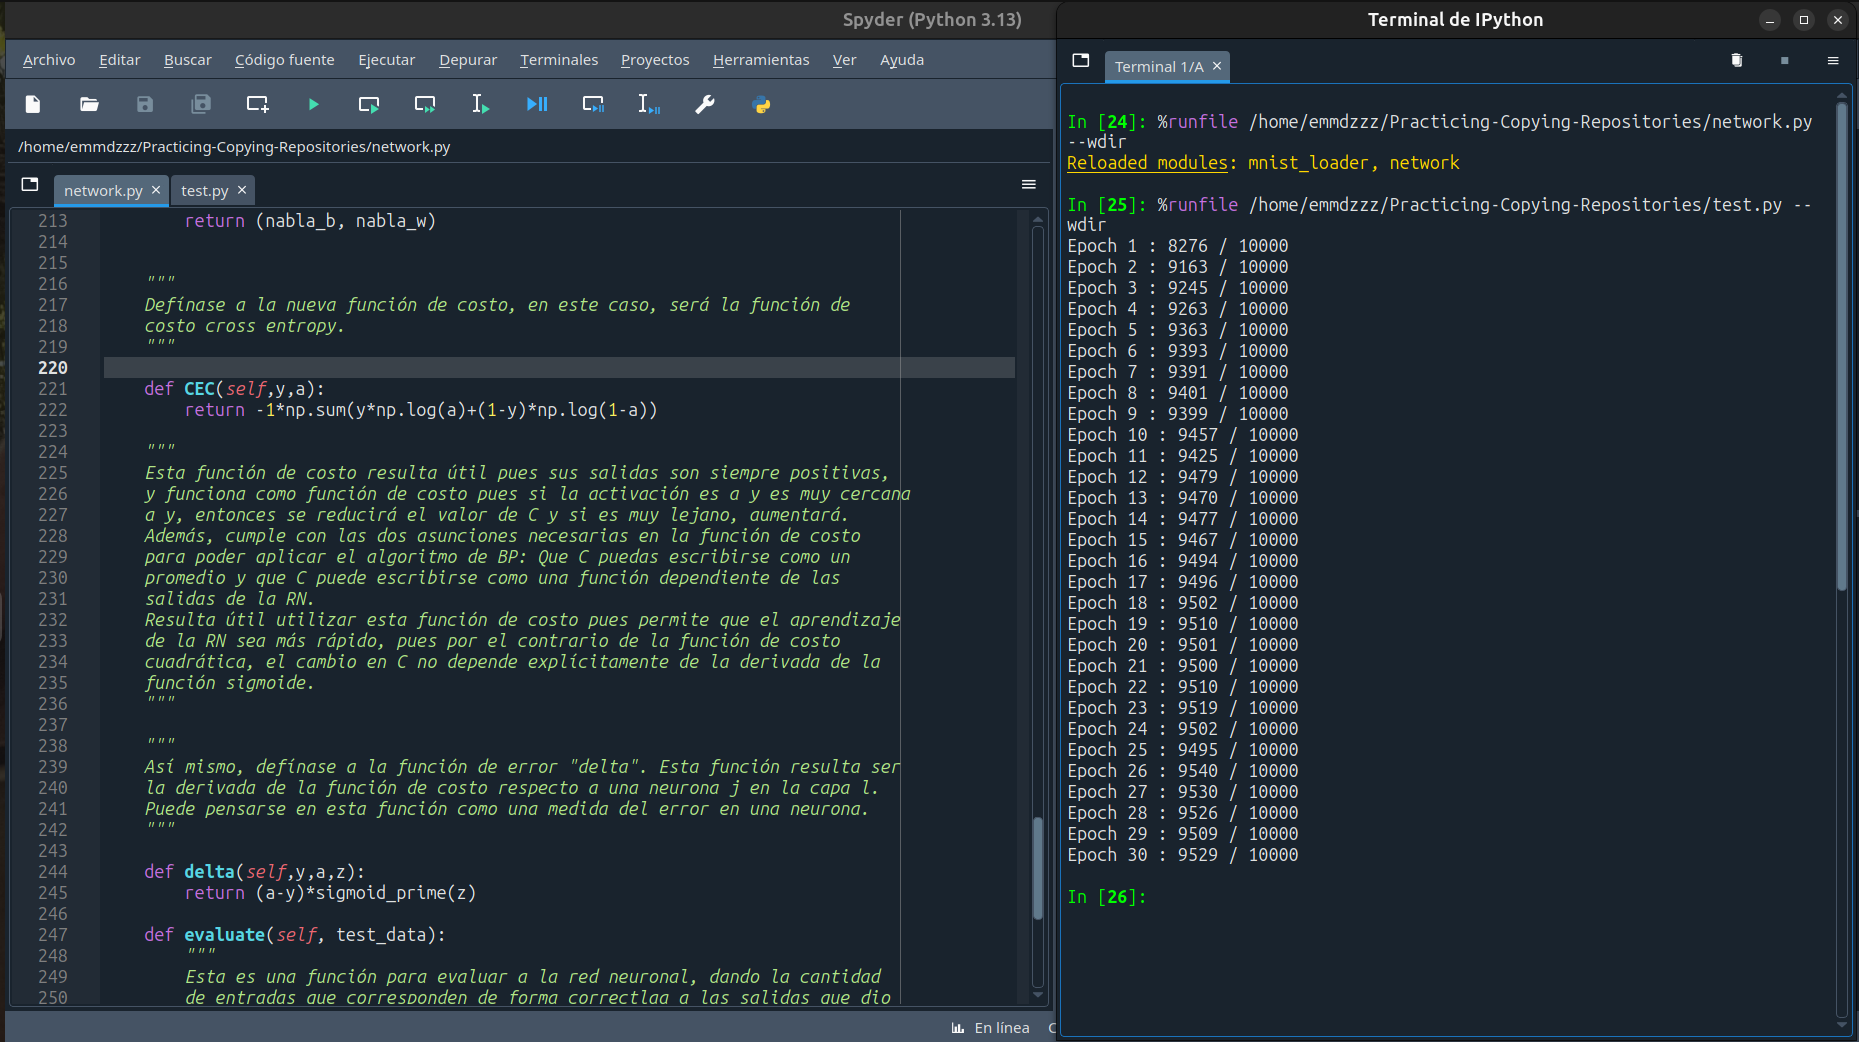 Spyder (Python 3.13)
Archivo Editar Buscar Código fuente Ejecutar Depurar Terminales Proyectos Herramientas Ver Ayuda
/home/emmdzzz/Practicing-Copying-Repositories/network.py
network.py test.py
213 return (nabla_b, nabla_w)
214
215
216 """
217 Defínase a la nueva función de costo, en este caso, será la función de
218 costo cross entropy.
219 """
220
221 def CEC(self,y,a):
222 return -1*np.sum(y*np.log(a)+(1-y)*np.log(1-a))
223
224 """
225 Esta función de costo resulta útil pues sus salidas son siempre positivas,
226 y funciona como función de costo pues si la activación es a y es muy cercana
227 a y, entonces se reducirá el valor de C y si es muy lejano, aumentará.
228 Además, cumple con las dos asunciones necesarias en la función de costo
229 para poder aplicar el algoritmo de BP: Que C puedas escribirse como un
230 promedio y que C puede escribirse como una función dependiente de las
231 salidas de la RN.
232 Resulta útil utilizar esta función de costo pues permite que el aprendizaje
233 de la RN sea más rápido, pues por el contrario de la función de costo
234 cuadrática, el cambio en C no depende explícitamente de la derivada de la
235 función sigmoide.
236 """
237
238 """
239 Así mismo, defínase a la función de error "delta". Esta función resulta ser
240 la derivada de la función de costo respecto a una neurona j en la capa l.
241 Puede pensarse en esta función como una medida del error en una neurona.
242 """
243
244 def delta(self,y,a,z):
245 return (a-y)*sigmoid_prime(z)
246
247 def evaluate(self, test_data):
248 """
249 Esta es una función para evaluar a la red neuronal, dando la cantidad
250 de entradas que corresponden de forma correctlaa a las salidas que dio
En línea
Terminal de IPython
Terminal 1/A
In [24]: %runfile /home/emmdzzz/Practicing-Copying-Repositories/network.py
--wdir
Reloaded modules: mnist_loader, network
In [25]: %runfile /home/emmdzzz/Practicing-Copying-Repositories/test.py --
wdir
Epoch 1 : 8276 / 10000
Epoch 2 : 9163 / 10000
Epoch 3 : 9245 / 10000
Epoch 4 : 9263 / 10000
Epoch 5 : 9363 / 10000
Epoch 6 : 9393 / 10000
Epoch 7 : 9391 / 10000
Epoch 8 : 9401 / 10000
Epoch 9 : 9399 / 10000
Epoch 10 : 9457 / 10000
Epoch 11 : 9425 / 10000
Epoch 12 : 9479 / 10000
Epoch 13 : 9470 / 10000
Epoch 14 : 9477 / 10000
Epoch 15 : 9467 / 10000
Epoch 16 : 9494 / 10000
Epoch 17 : 9496 / 10000
Epoch 18 : 9502 / 10000
Epoch 19 : 9510 / 10000
Epoch 20 : 9501 / 10000
Epoch 21 : 9500 / 10000
Epoch 22 : 9510 / 10000
Epoch 23 : 9519 / 10000
Epoch 24 : 9502 / 10000
Epoch 25 : 9495 / 10000
Epoch 26 : 9540 / 10000
Epoch 27 : 9530 / 10000
Epoch 28 : 9526 / 10000
Epoch 29 : 9509 / 10000
Epoch 30 : 9529 / 10000
In [26]: